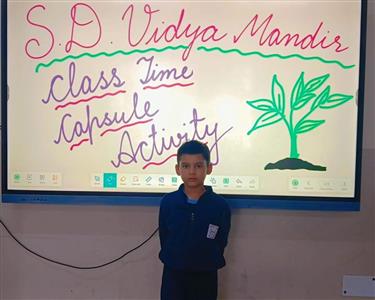 S.D. Vidya Mandir
Class Time
Capsule
Activity